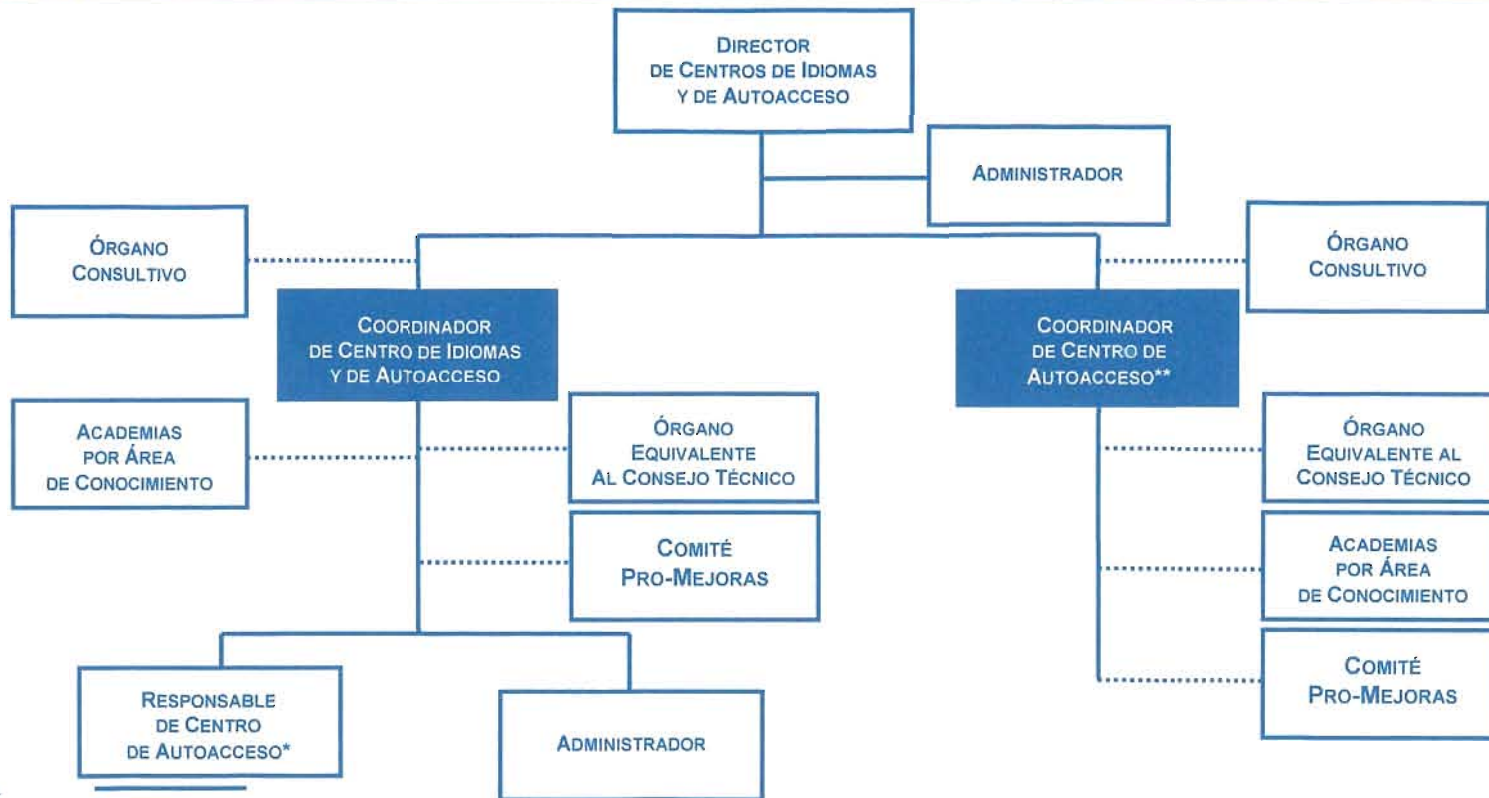 DIRECTOR
DE CENTROS DE IDIOMAS
Y DE AUTOACCESO
ADMINISTRADOR
ÓRGANO
CONSULTIVO
ÓRGANO
CONSULTIVO
COORDINADOR
DE CENTRO DE IDIOMAS
Y DE AUTOACCESO
COORDINADOR
DE CENTRO DE
AUTOACCESO**
ACADEMIAS
POR ÁREA
DE CONOCIMIENTO
ÓRGANO
EQUIVALENTE
AL CONSEJO TÉCNICO
ÓRGANO
EQUIVALENTE AL
CONSEJO TÉCNICO
COMITÉ
PRO-MEJORAS
ACADEMIAS
POR ÁREA
DE CONOCIMIENTO
COMITÉ
PRO-MEJORAS
RESPONSABLE
DE CENTRO
DE AUTOACCESO*
ADMINISTRADOR